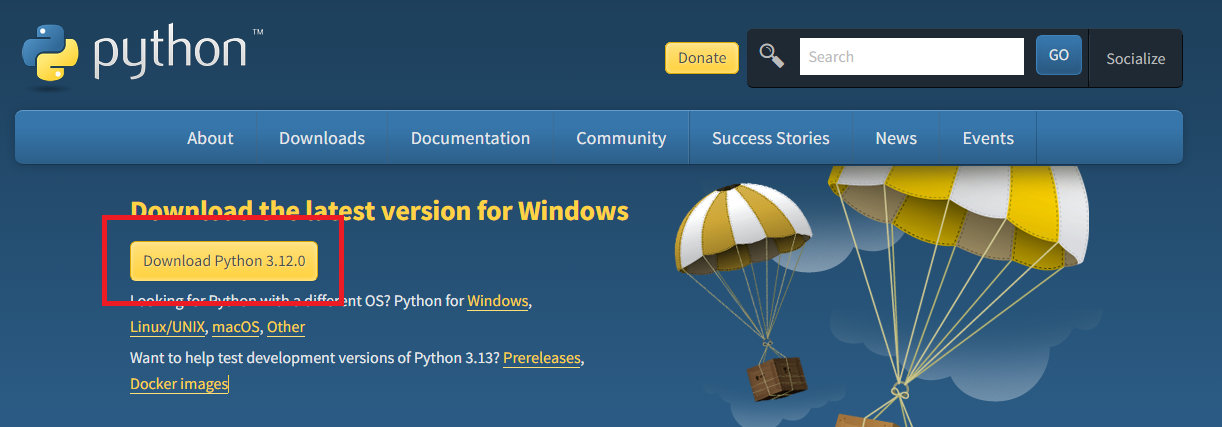 python™
Donate
Search
GO
Socialize
About
Downloads
Documentation
Community
Success Stories
News
Events
Download the latest version for Windows
Download Python 3.12.0
Looking for Python with a different OS? Python for Windows,
Linux/UNIX, macOS, Other
Want to help test development versions of Python 3.13? Prereleases,
Docker images